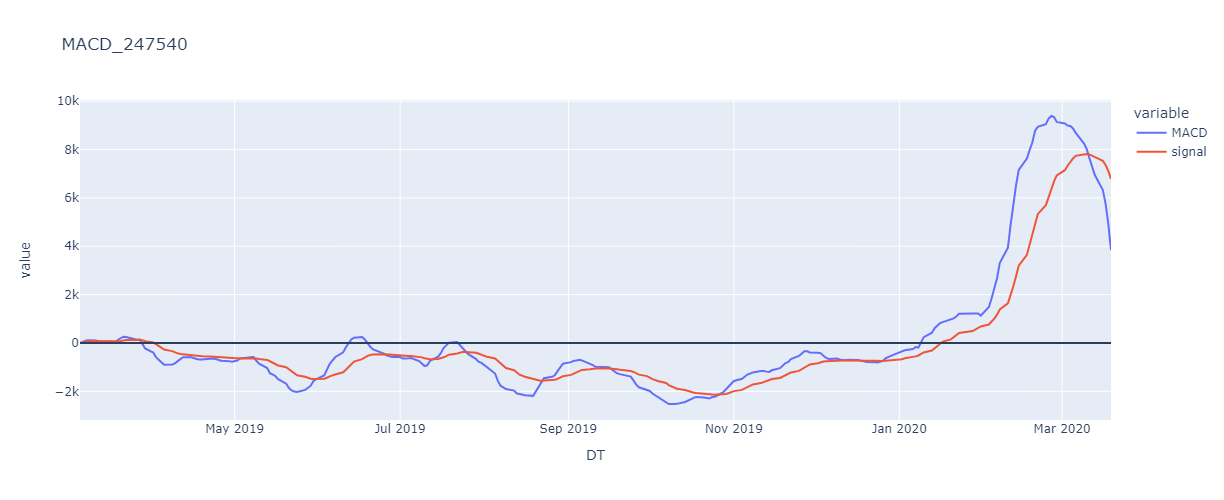 MACD_247540
variable
MACD
signal
10k
8k
6k
4k
2k
0
−2k
value
May 2019
Jul 2019
Sep 2019
Nov 2019
Jan 2020
Mar 2020
DT